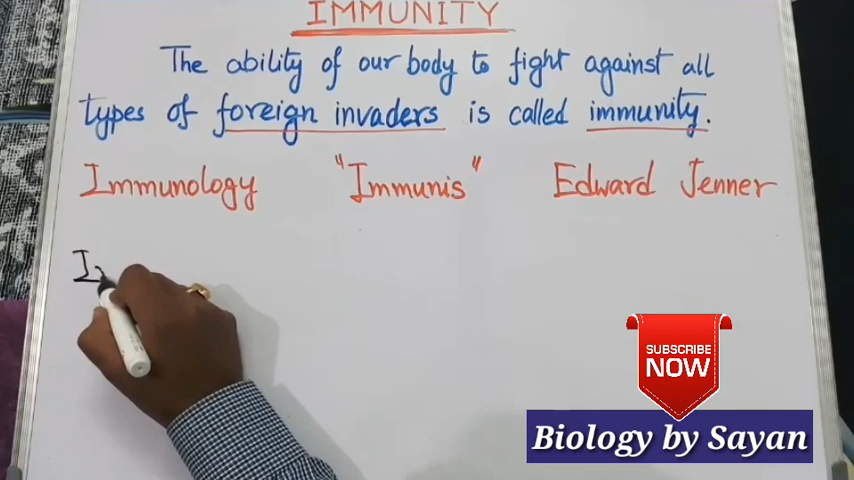 IMMUNITY
The ability of our body to fight against all
types of foreign invaders is called immunity.
Immunology "Immunis" Edward Jenner
I
SUBSCRIBE
NOW
Biology by Sayan